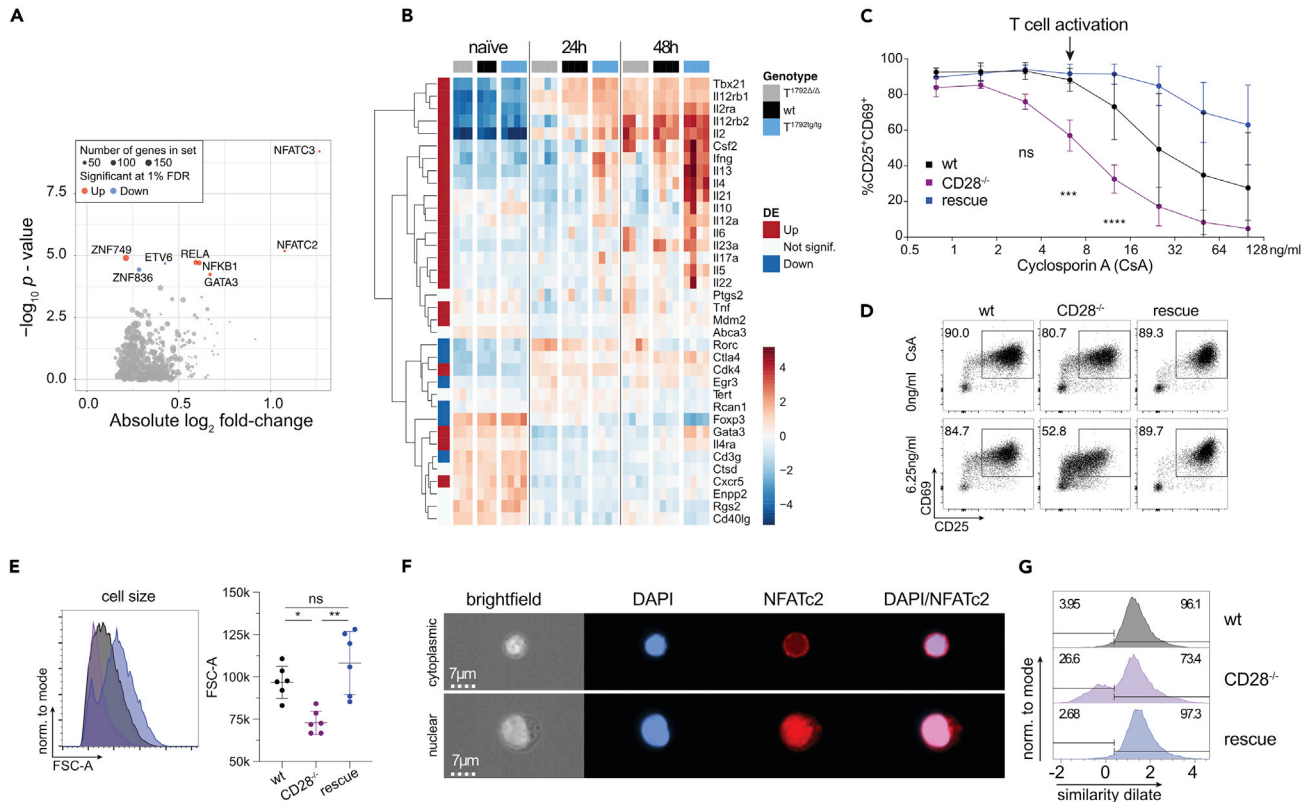 A
Number of genes in set
50 100 150
Significant at 1% FDR
Up Down
NFATC3
NFATC2
ZNF749
ETV6
RELA
NFKB1
ZNF836
GATA3
7.5
5.0
2.5
0.0
0.0 0.5 1.0
−log10 p - value
Absolute log2 fold-change
B
naïve 24h 48h
Tbx21
Il12rb1
Il2ra
Il12rb2
Il2
Csf2
Ifng
Il13
Il4
Il21
Il10
Il12a
Il6
Il23a
Il17a
Il5
Il22
Ptgs2
Tnf
Mdm2
Abca3
Rorc
Ctla4
Cdk4
Egr3
Tert
Rcan1
Foxp3
Gata3
Il4ra
Cd3g
Ctsd
Cxcr5
Enpp2
Rgs2
Cd40lg
Genotype
T1792Δ/Δ
wt
T1792tg/tg
DE
Up
Not signif.
Down
4
2
0
−2
−4
C
T cell activation
%CD25+CD69+
100
80
60
40
20
0
ns
***
****
wt
CD28-/-
rescue
0.5 1 2 4 8 16 32 64 128 ng/ml
Cyclosporin A (CsA)
D
wt CD28-/- rescue
0ng/ml CsA
90.0 80.7 89.3
6.25ng/ml
84.7 52.8 89.7
CD69
CD25
E
cell size
norm. to mode
FSC-A
FSC-A
150k
125k
100k
75k
50k
ns
* **
wt
CD28-/-
rescue
F
brightfield DAPI NFATc2 DAPI/NFATc2
cytoplasmic
7µm
nuclear
7µm
G
norm. to mode
3.95 96.1
wt
26.6 73.4
CD28-/-
2.68 97.3
rescue
−2 0 2 4
similarity dilate